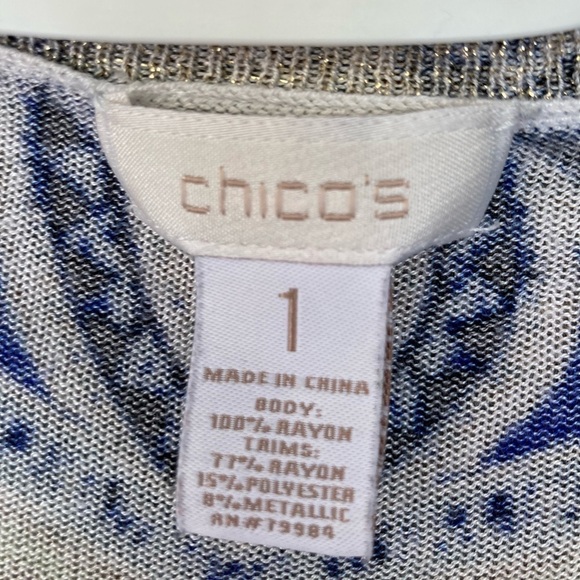 chico's
1
MADE IN CHINA
BODY:
100% RAYON
TRIMS:
77% RAYON
15% POLYESTER
8% METALLIC
RN#79984